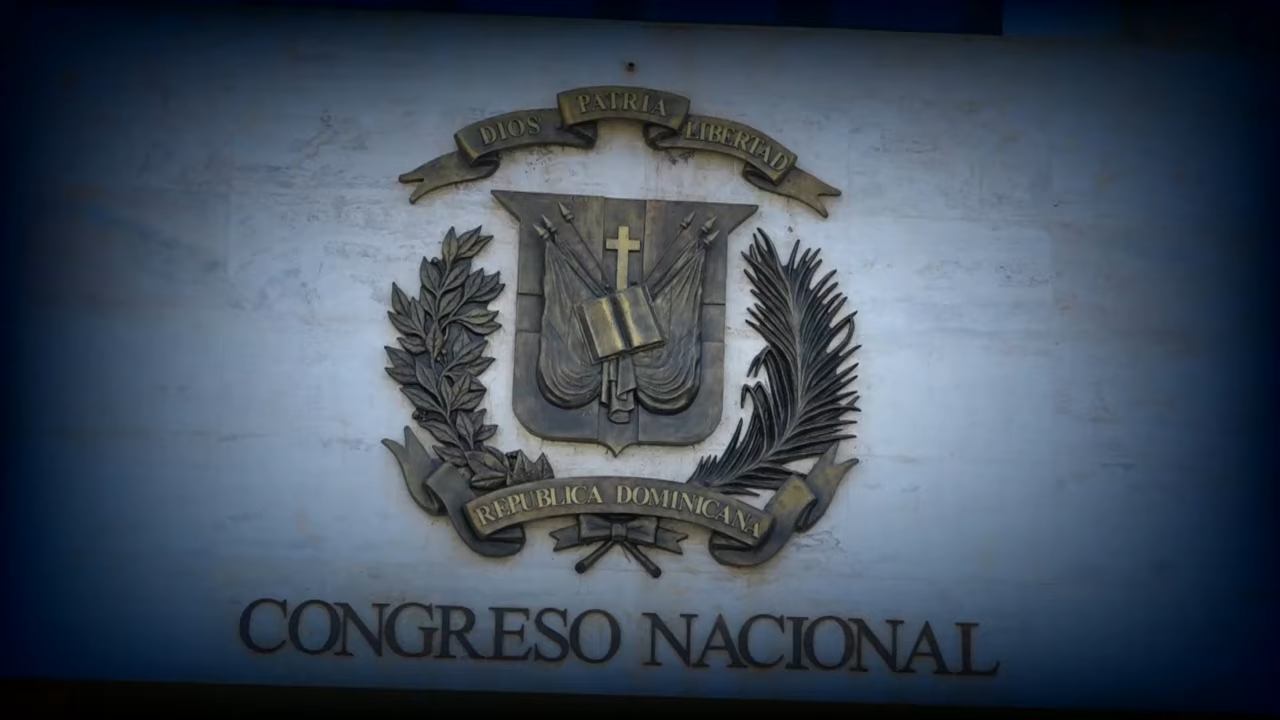 DIOS PATRIA LIBERTAD
REPUBLICA DOMINICANA
CONGRESO NACIONAL